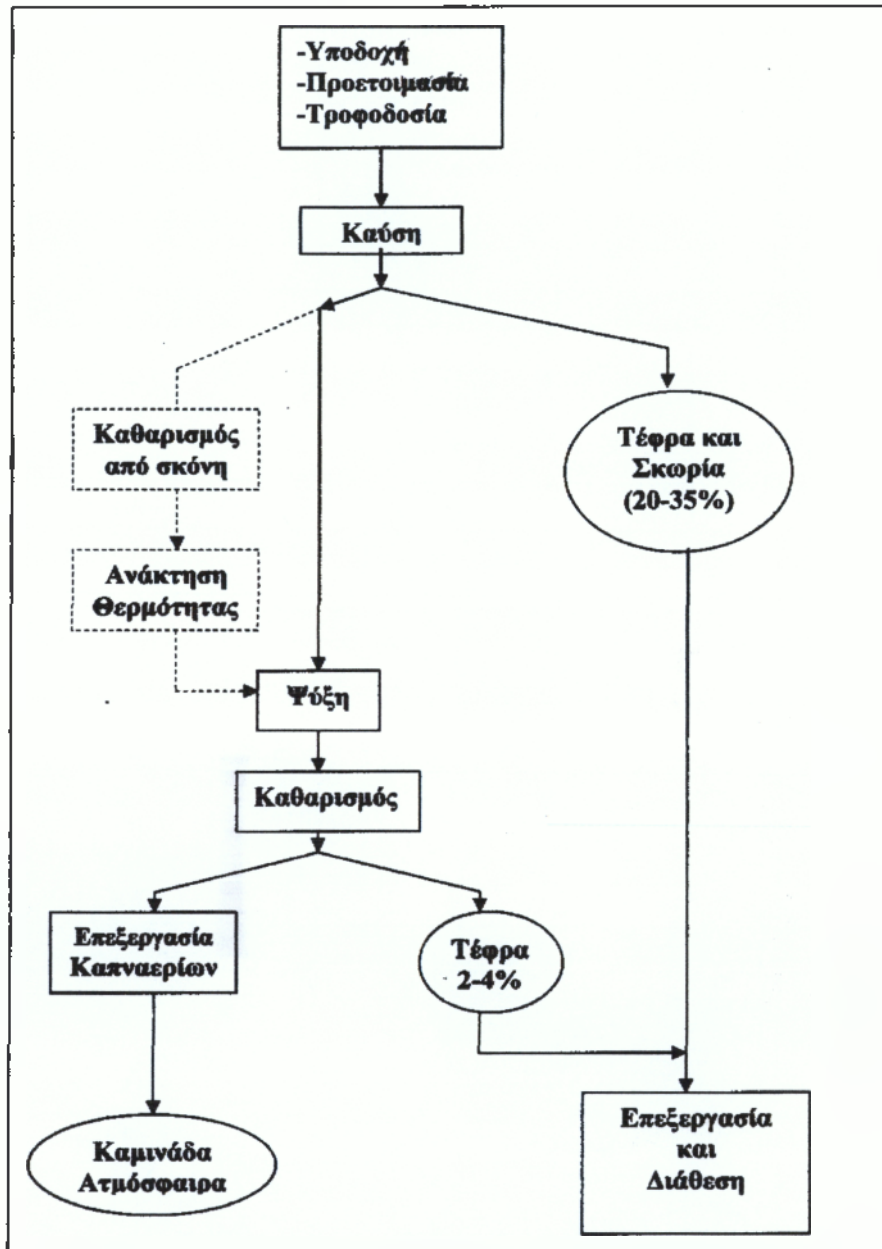 -Υποδοχή
-Προετοιμασία
-Τροφοδοσία
Καύση
Καθαρισμός
από σκόνη
Τέφρα και
Σκωρία
(20-35%)
Ανάκτηση
Θερμότητας
Ψύξη
Καθαρισμός
Επεξεργασία
Καπναερίων
Τέφρα
2-4%
Καμινάδα
Ατμόσφαιρα
Επεξεργασία
και
Διάθεση